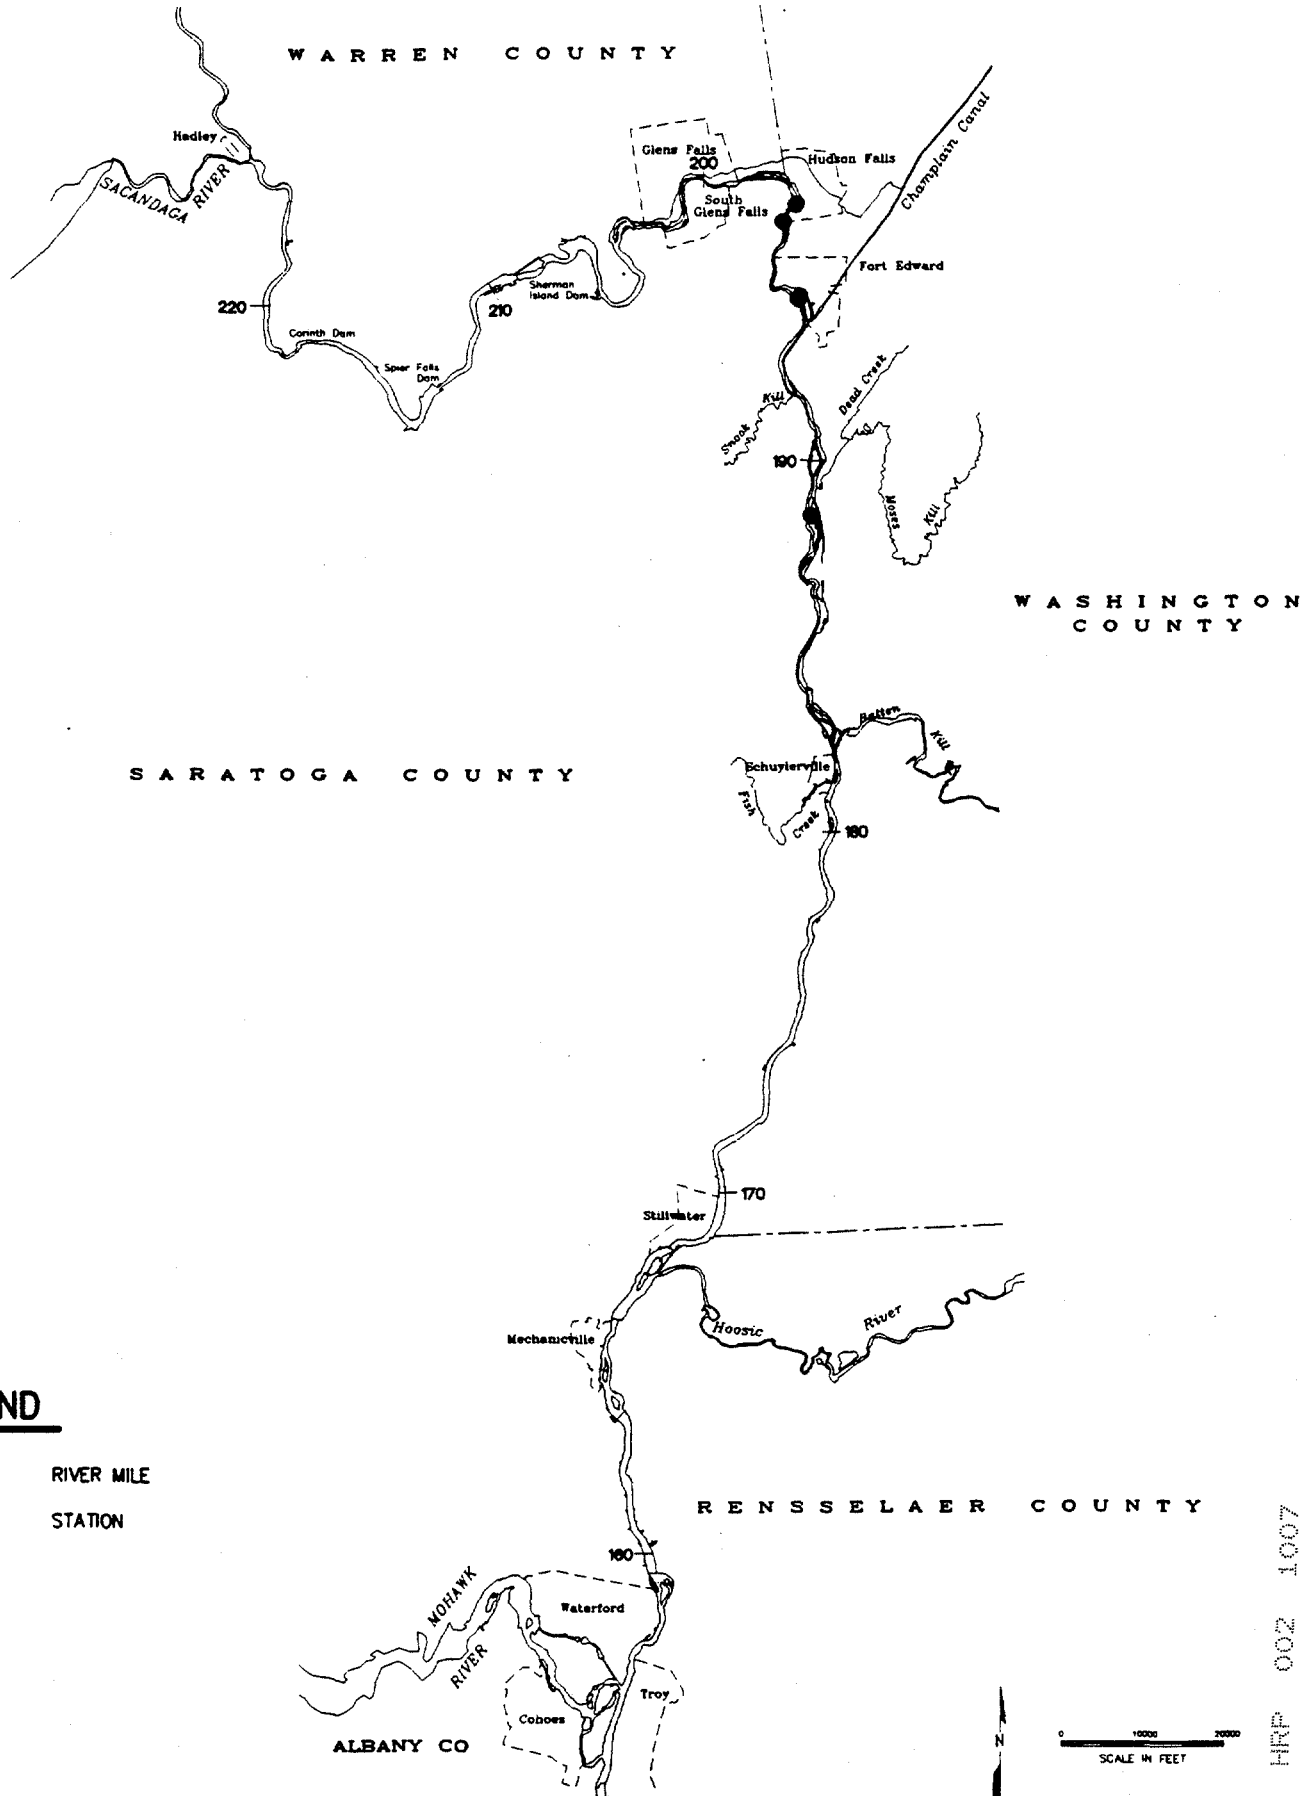 WARREN COUNTY
Hadley
SACANDAGA
RIVER
Glens Falls
200
Hudson Falls
South
Glens Falls
Champlain Canal
Fort Edward
Sherman
Island Dam
210
220
Corinth Dam
Spier Falls
Dam
Snook Kill
Dead Creek
190
Moses Kill
WASHINGTON
COUNTY
Batten Kill
SARATOGA COUNTY
Schuylerville
Fish
Creek
180
170
Stillwater
Hoosic River
Mechanicville
ND
RIVER MILE
STATION
RENSSELAER COUNTY
160
MOHAWK
RIVER
Waterford
Troy
Cohoes
ALBANY CO
N
0 10000 20000
SCALE IN FEET
HRP 002 1007